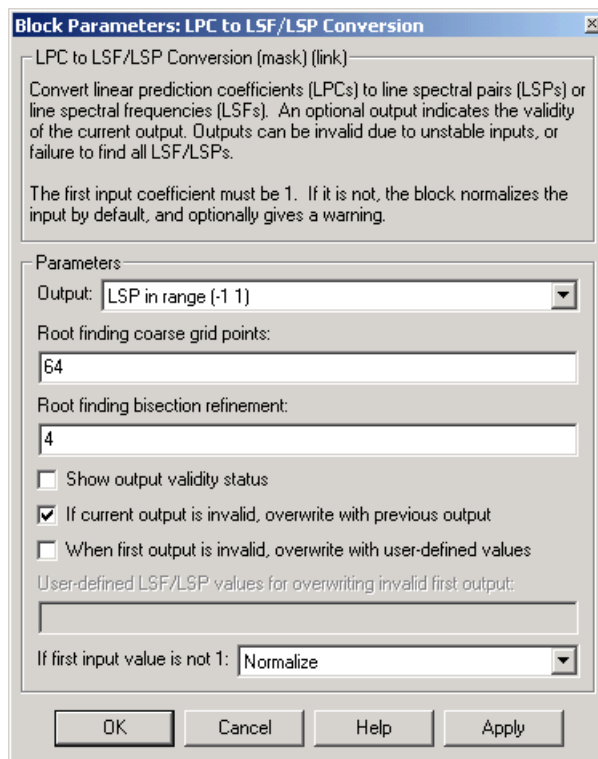 Block Parameters: LPC to LSF/LSP Conversion
LPC to LSF/LSP Conversion (mask) (link)
Convert linear prediction coefficients (LPCs) to line spectral pairs (LSPs) or
line spectral frequencies (LSFs). An optional output indicates the validity
of the current output. Outputs can be invalid due to unstable inputs, or
failure to find all LSF/LSPs.
The first input coefficient must be 1. If it is not, the block normalizes the
input by default, and optionally gives a warning.
Parameters
Output: LSP in range (-1 1)
Root finding coarse grid points:
64
Root finding bisection refinement:
4
Show output validity status
If current output is invalid, overwrite with previous output
When first output is invalid, overwrite with user-defined values
User-defined LSF/LSP values for overwriting invalid first output:
If first input value is not 1: Normalize
OK Cancel Help Apply